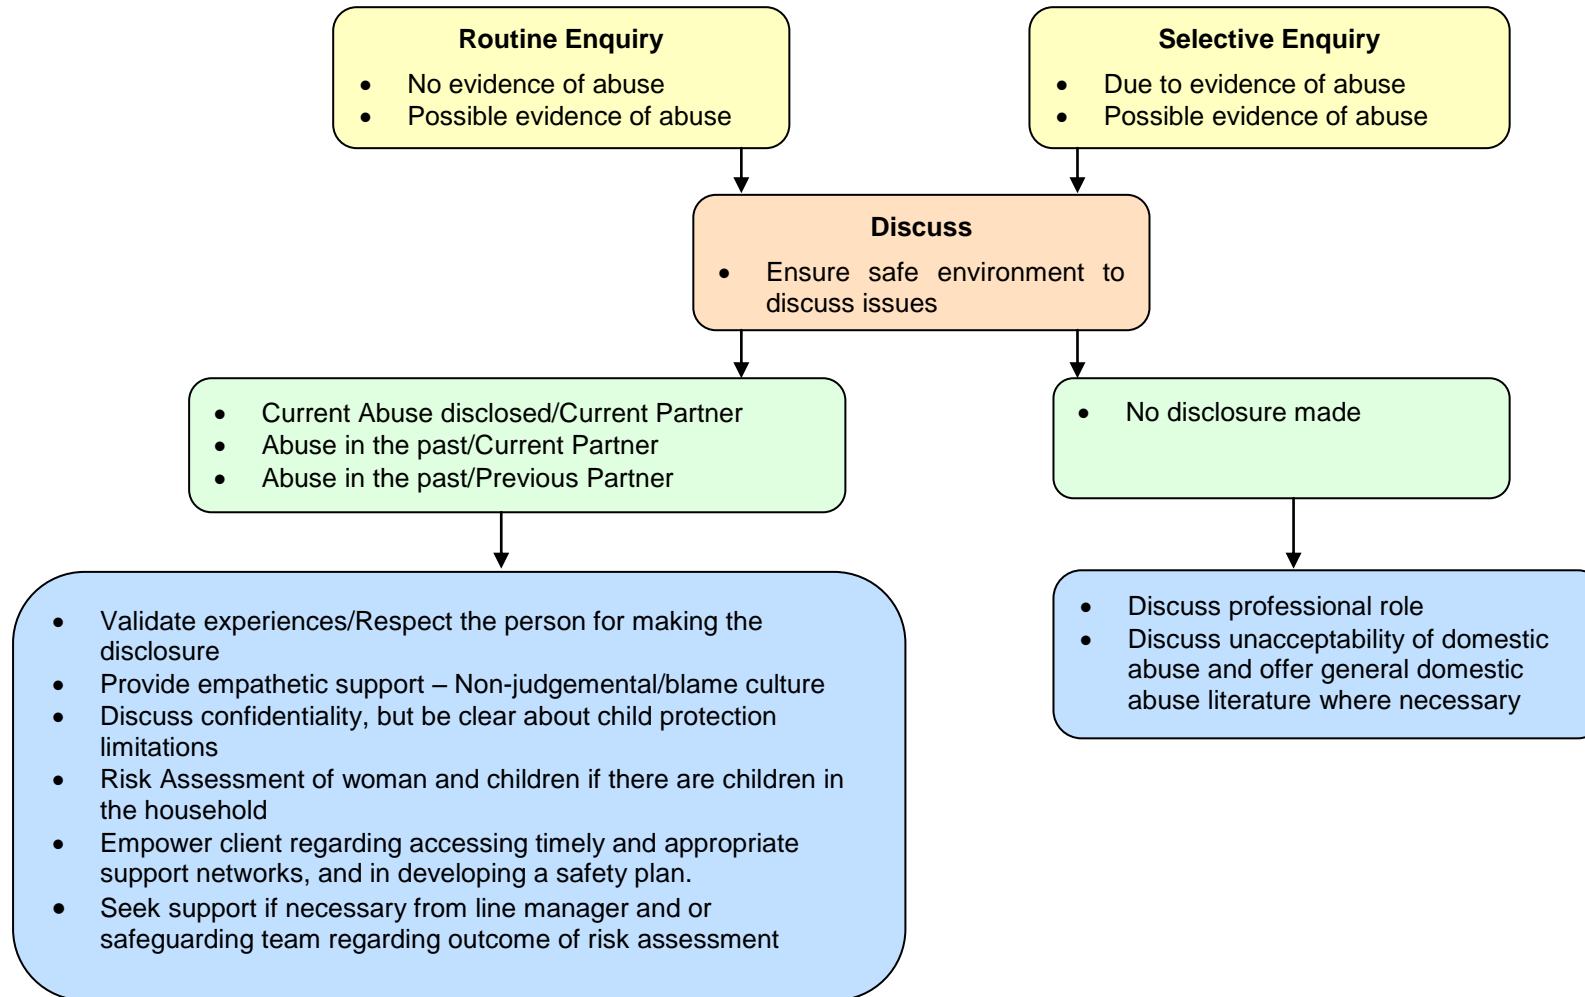 Routine Enquiry
• No evidence of abuse
• Possible evidence of abuse
Selective Enquiry
• Due to evidence of abuse
• Possible evidence of abuse
Discuss
• Ensure safe environment to
discuss issues
• Current Abuse disclosed/Current Partner
• Abuse in the past/Current Partner
• Abuse in the past/Previous Partner
• No disclosure made
• Validate experiences/Respect the person for making the
disclosure
• Provide empathetic support – Non-judgemental/blame culture
• Discuss confidentiality, but be clear about child protection
limitations
• Risk Assessment of woman and children if there are children in
the household
• Empower client regarding accessing timely and appropriate
support networks, and in developing a safety plan.
• Seek support if necessary from line manager and or
safeguarding team regarding outcome of risk assessment
• Discuss professional role
• Discuss unacceptability of domestic
abuse and offer general domestic
abuse literature where necessary